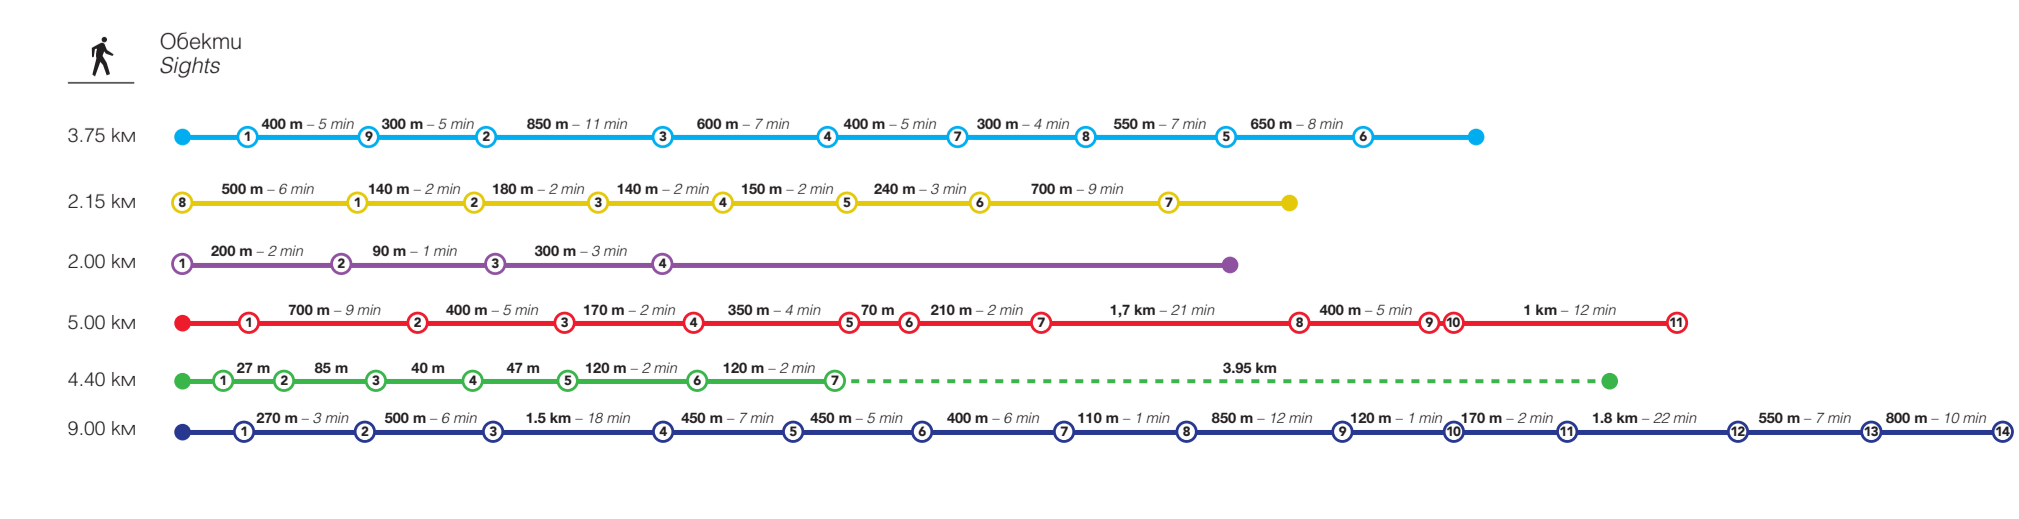 Обекти
Sights
3.75 км
1 400 m – 5 min 9 300 m – 5 min 2 850 m – 11 min 3 600 m – 7 min 4 400 m – 5 min 7 300 m – 4 min 8 550 m – 7 min 5 650 m – 8 min 6
2.15 км
8 500 m – 6 min 1 140 m – 2 min 2 180 m – 2 min 3 140 m – 2 min 4 150 m – 2 min 5 240 m – 3 min 6 700 m – 9 min 7
2.00 км
1 200 m – 2 min 2 90 m – 1 min 3 300 m – 3 min 4
5.00 км
1 700 m – 9 min 2 400 m – 5 min 3 170 m – 2 min 4 350 m – 4 min 5 70 m 6 210 m – 2 min 7 1,7 km – 21 min 8 400 m – 5 min 9 10 1 km – 12 min 11
4.40 км
1 27 m 2 85 m 3 40 m 4 47 m 5 120 m – 2 min 6 120 m – 2 min 7 3.95 km
9.00 км
1 270 m – 3 min 2 500 m – 6 min 3 1.5 km – 18 min 4 450 m – 7 min 5 450 m – 5 min 6 400 m – 6 min 7 110 m – 1 min 8 850 m – 12 min 9 120 m – 1 min 10 170 m – 2 min 11 1.8 km – 22 min 12 550 m – 7 min 13 800 m – 10 min 14